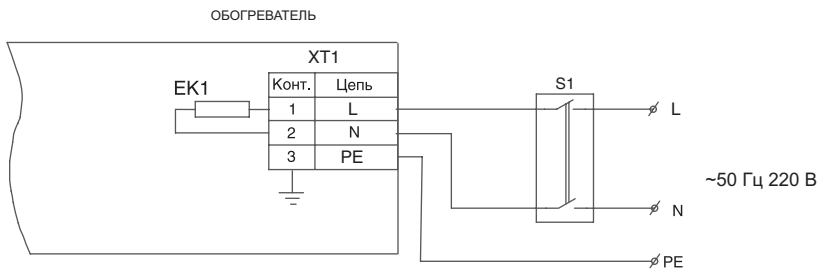 ОБОГРЕВАТЕЛЬ
XT1
EK1
Конт. Цепь
1 L
2 N
3 PE
S1
L
~50 Гц 220 В
N
PE